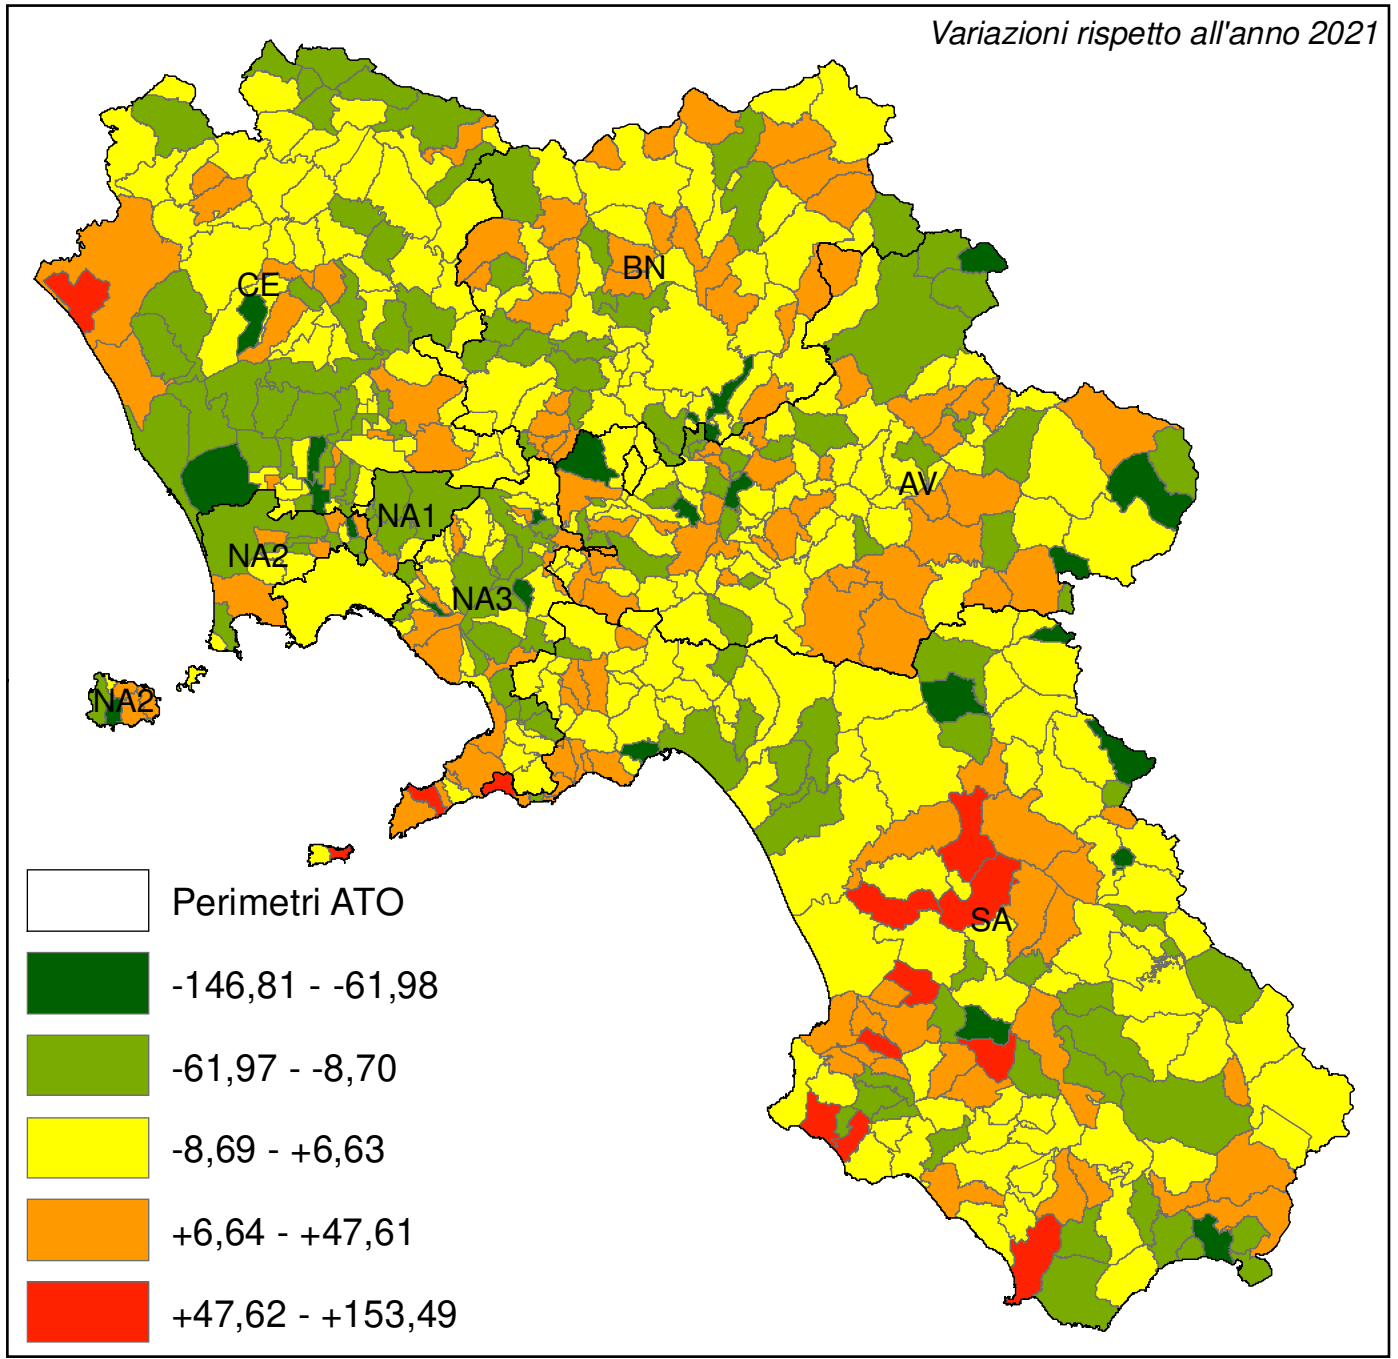 Variazioni rispetto all'anno 2021
CE
BN
AV
NA1
NA2
NA3
NA2
SA
Perimetri ATO
-146,81 - -61,98
-61,97 - -8,70
-8,69 - +6,63
+6,64 - +47,61
+47,62 - +153,49